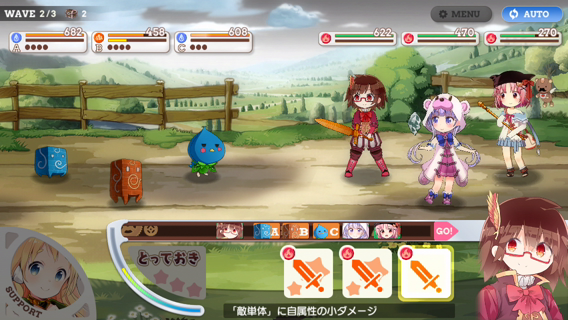 WAVE 2/3 2
MENU
AUTO
682
A
458
B
608
C
622
470
270
A B C GO!
とっておき
SUPPORT
「敵単体」に自属性の小ダメージ